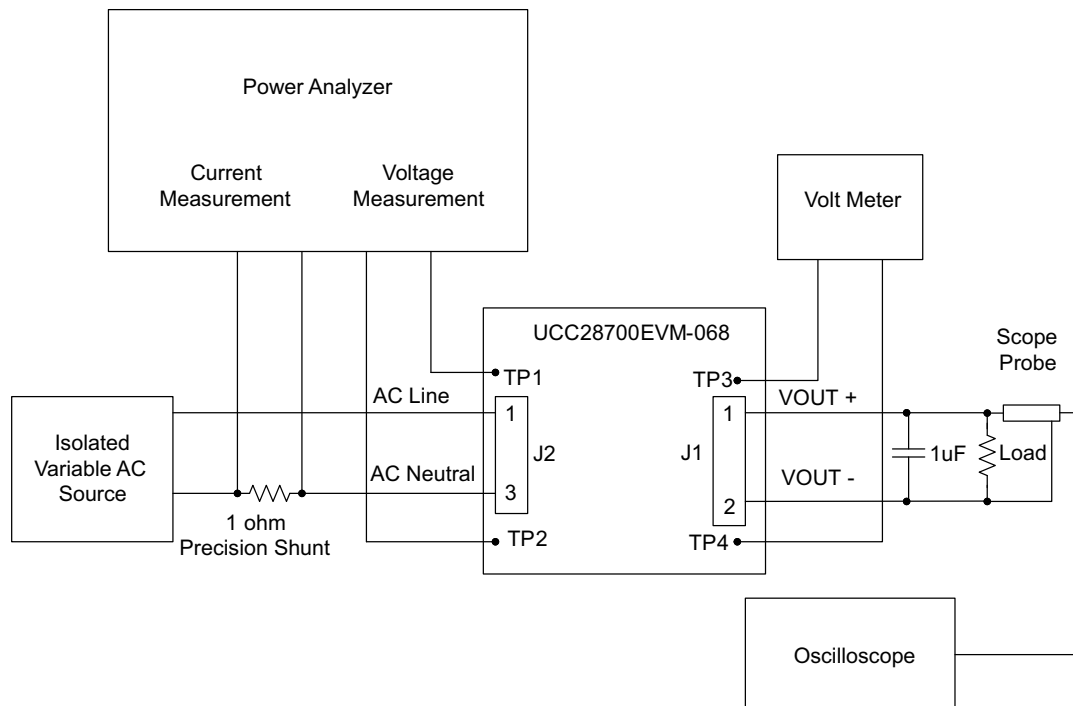 Power Analyzer
Current
Measurement
Voltage
Measurement
Volt Meter
UCC28700EVM-068
Scope
Probe
TP1
TP3
AC Line
VOUT +
1
1
Isolated
Variable AC
Source
J2
J1
1uF
Load
AC Neutral
VOUT -
3
2
1 ohm
Precision Shunt
TP2
TP4
Oscilloscope